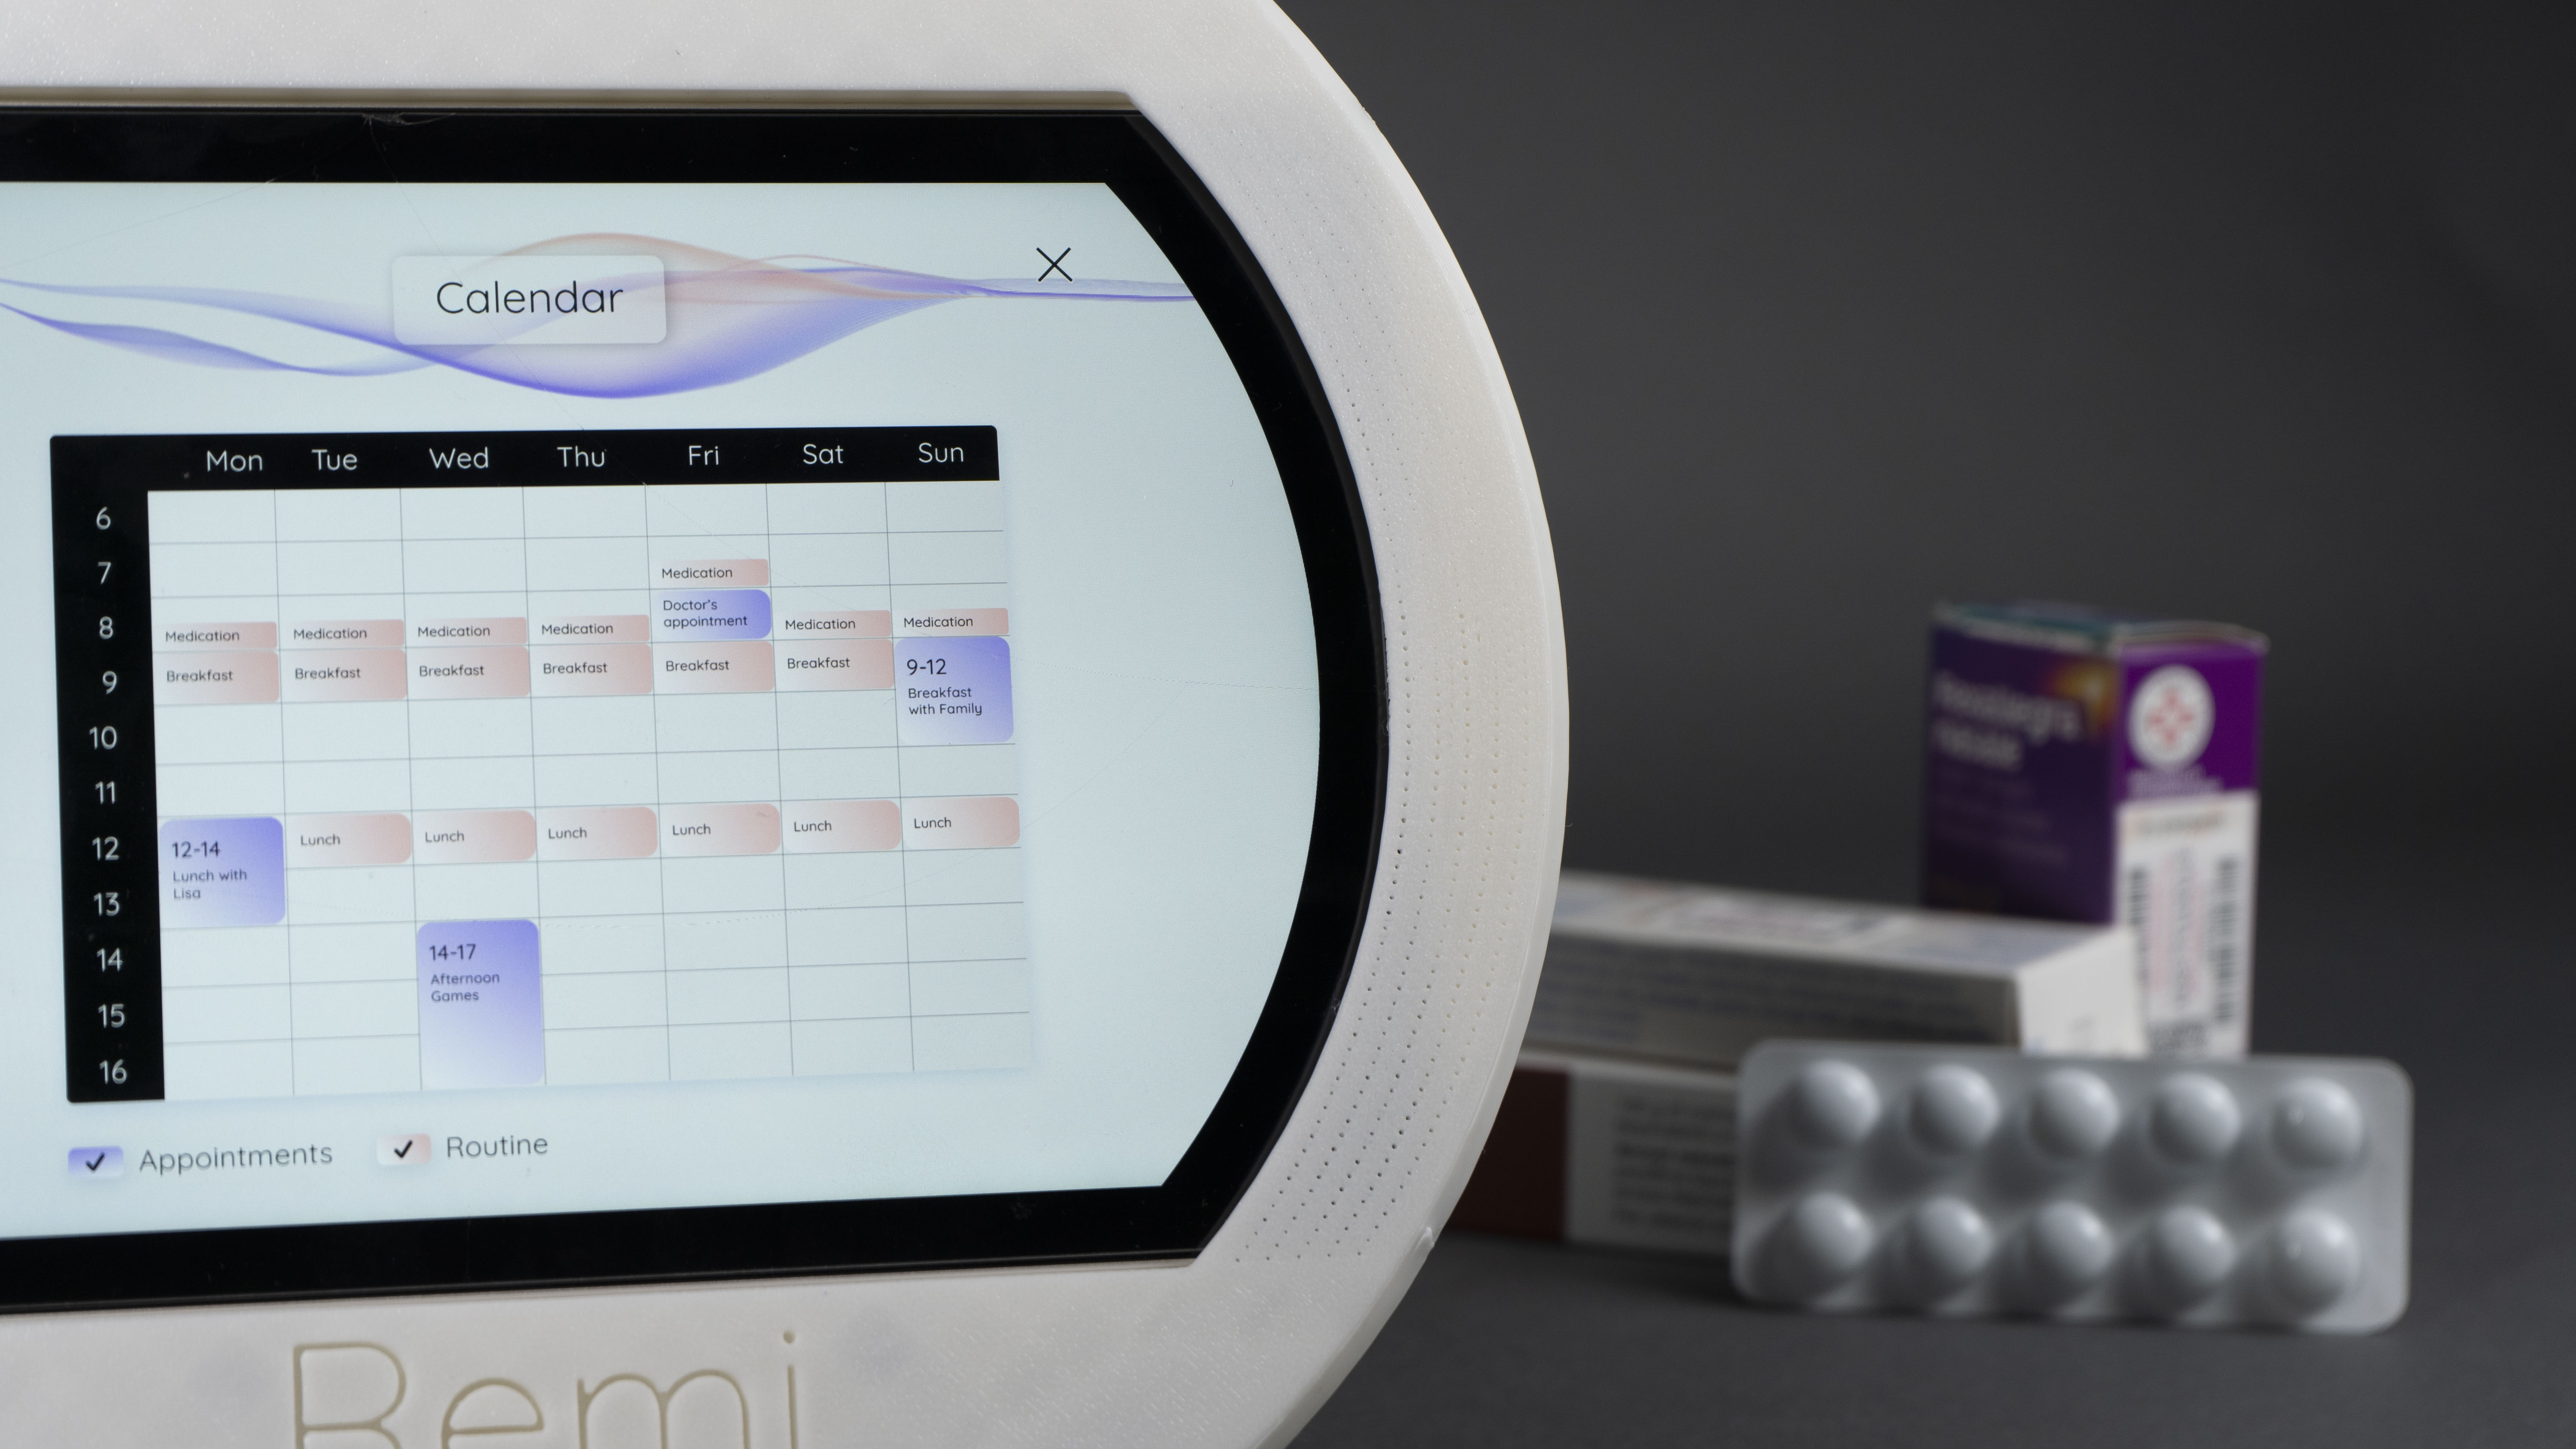 Calendar
Mon Tue Wed Thu Fri Sat Sun
6
7
Medication
8
Doctor's
appointment
Medication Medication Medication Medication Medication Medication
9
Breakfast Breakfast Breakfast Breakfast Breakfast Breakfast
9-12
Breakfast
with Family
10
11
12
12-14
Lunch with
Lisa
Lunch Lunch Lunch Lunch Lunch Lunch
13
14
14-17
Afternoon
Games
15
16
Appointments Routine
Remi